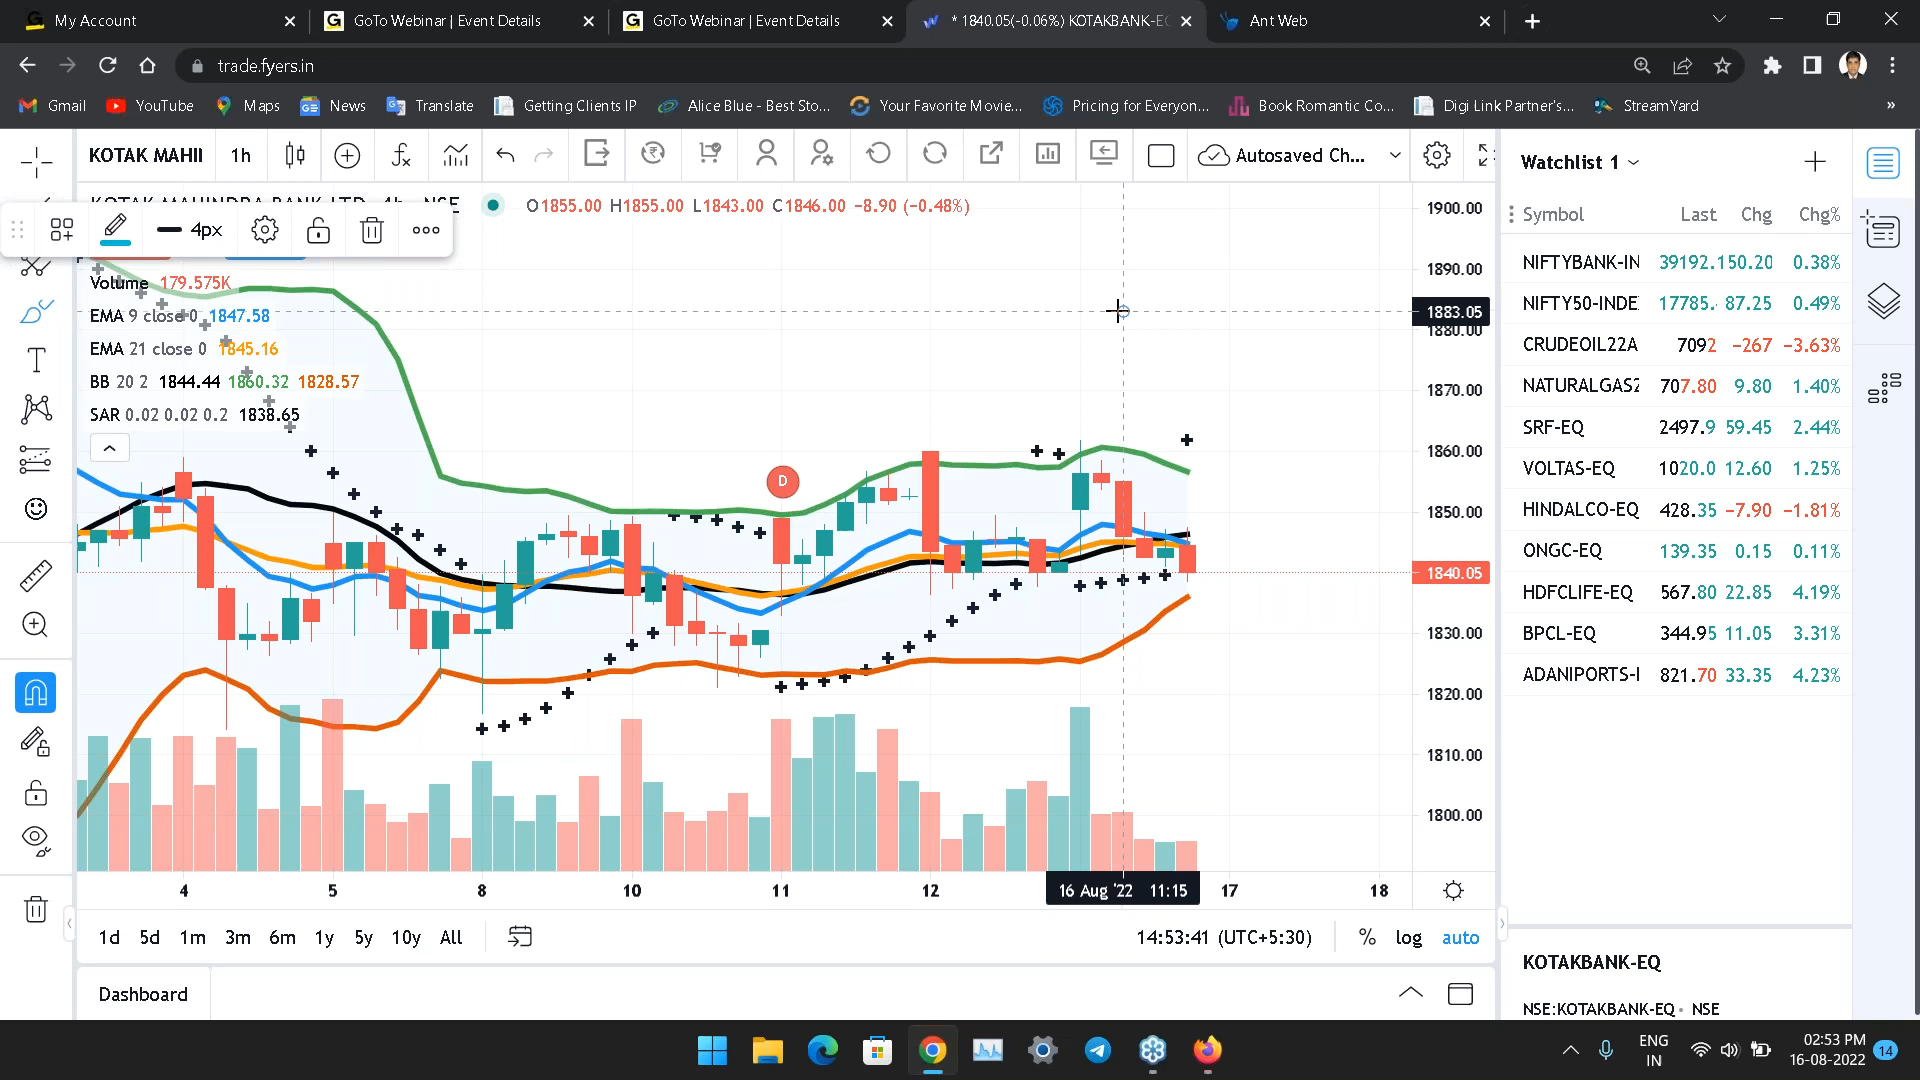 My Account
GoTo Webinar | Event Details
GoTo Webinar | Event Details
* 1840.05(-0.06%) KOTAKBANK-EQ
Ant Web
trade.fyers.in
Gmail
YouTube
Maps
News
Translate
Getting Clients IP
Alice Blue - Best Sto...
Your Favorite Movie...
Pricing for Everyon...
Book Romantic Co...
Digi Link Partner's...
StreamYard
KOTAK MAHII
1h
Autosaved Ch...
O1855.00 H1855.00 L1843.00 C1846.00 −8.90 (−0.48%)
4px
Volume 179.575K
EMA 9 close 0 1847.58
EMA 21 close 0 1845.16
BB 20 2 1844.44 1860.32 1828.57
SAR 0.02 0.02 0.2 1838.65
D
1900.00
1890.00
1883.05
1880.00
1870.00
1860.00
1850.00
1840.05
1830.00
1820.00
1810.00
1800.00
4 5 8 10 11 12 16 Aug '22 11:15 17 18
1d 5d 1m 3m 6m 1y 5y 10y All
14:53:41 (UTC+5:30)
% log auto
Dashboard
Watchlist 1
Symbol Last Chg Chg%
NIFTYBANK-IN 39192.150.20 0.38%
NIFTY50-INDE 17785. 87.25 0.49%
CRUDEOIL22A 7092 −267 −3.63%
NATURALGAS2 707.80 9.80 1.40%
SRF-EQ 2497.9 59.45 2.44%
VOLTAS-EQ 1020.0 12.60 1.25%
HINDALCO-EQ 428.35 −7.90 −1.81%
ONGC-EQ 139.35 0.15 0.11%
HDFCLIFE-EQ 567.80 22.85 4.19%
BPCL-EQ 344.95 11.05 3.31%
ADANIPORTS-I 821.70 33.35 4.23%
KOTAKBANK-EQ
NSE:KOTAKBANK-EQ • NSE
ENG
IN
02:53 PM
16-08-2022
14